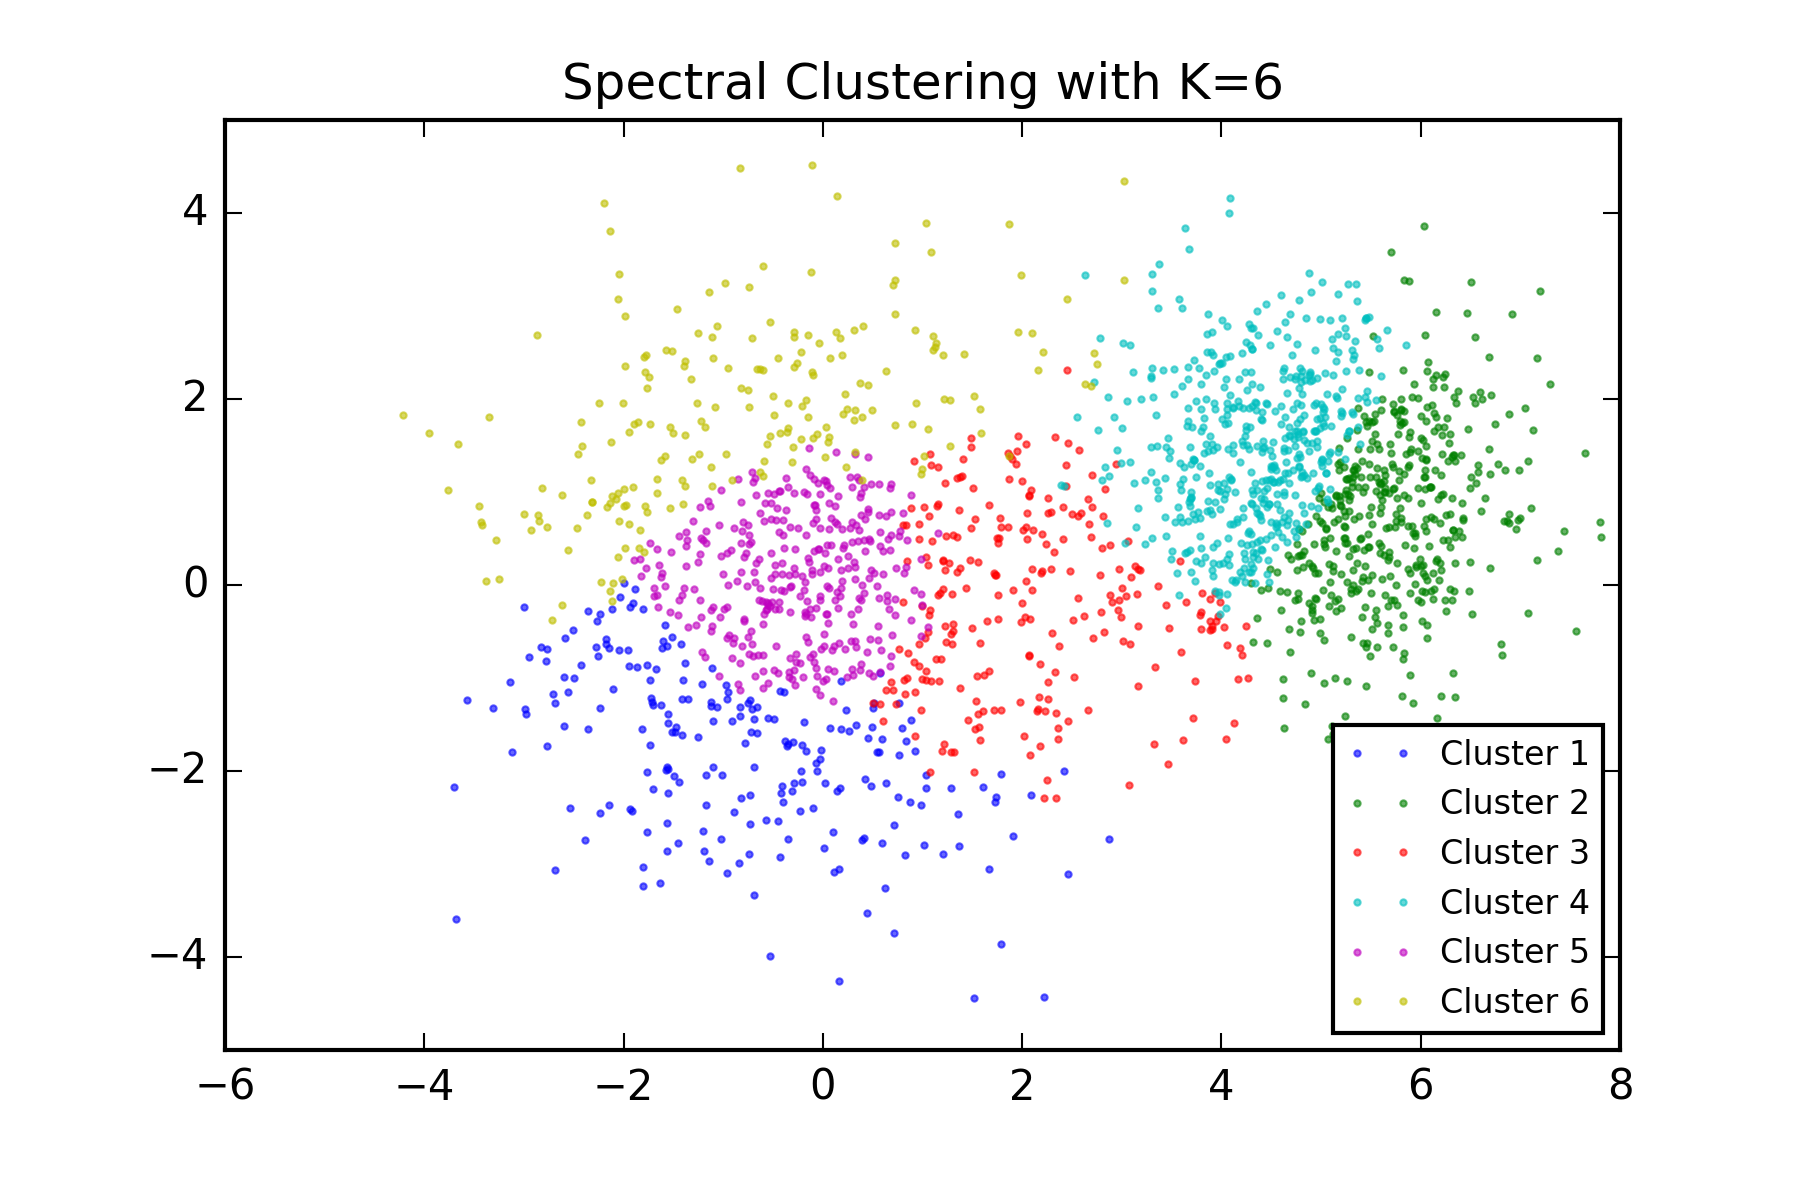 Spectral Clustering with K=6
4
2
0
−2
−4
−6 −4 −2 0 2 4 6 8
Cluster 1
Cluster 2
Cluster 3
Cluster 4
Cluster 5
Cluster 6